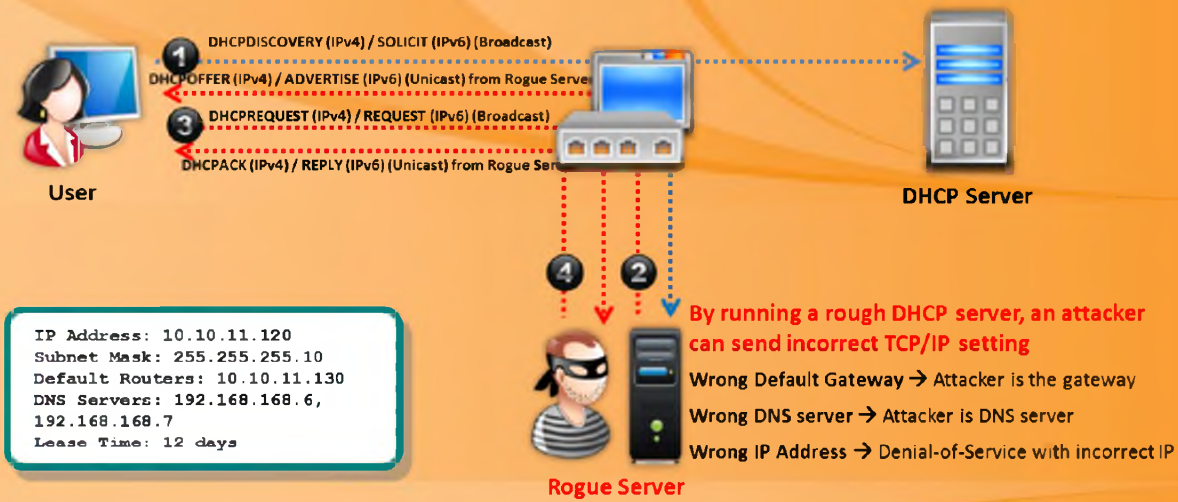 1
DHCPDISCOVERY (IPv4) / SOLICIT (IPv6) (Broadcast)
DHCPOFFER (IPv4) / ADVERTISE (IPv6) (Unicast) from Rogue Server
3
DHCPREQUEST (IPv4) / REQUEST (IPv6) (Broadcast)
DHCPACK (IPv4) / REPLY (IPv6) (Unicast) from Rogue Server
User
DHCP Server
4
2
IP Address: 10.10.11.120
Subnet Mask: 255.255.255.10
Default Routers: 10.10.11.130
DNS Servers: 192.168.168.6,
192.168.168.7
Lease Time: 12 days
By running a rough DHCP server, an attacker
can send incorrect TCP/IP setting
Wrong Default Gateway → Attacker is the gateway
Wrong DNS server → Attacker is DNS server
Wrong IP Address → Denial-of-Service with incorrect IP
Rogue Server